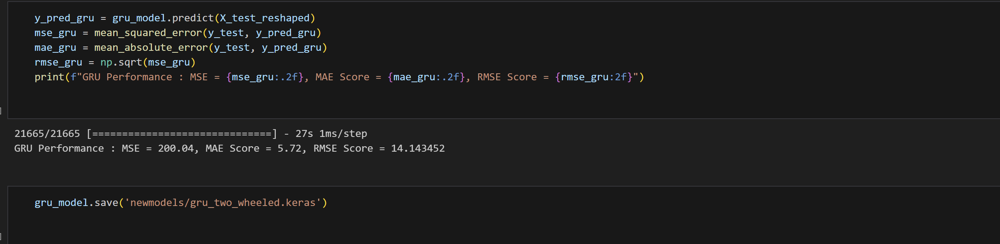 y_pred_gru = gru_model.predict(X_test_reshaped)
mse_gru = mean_squared_error(y_test, y_pred_gru)
mae_gru = mean_absolute_error(y_test, y_pred_gru)
rmse_gru = np.sqrt(mse_gru)
print(f"GRU Performance : MSE = {mse_gru:.2f}, MAE Score = {mae_gru:.2f}, RMSE Score = {rmse_gru:2f}")
]
21665/21665 [==============================] - 27s 1ms/step
GRU Performance : MSE = 200.04, MAE Score = 5.72, RMSE Score = 14.143452
gru_model.save('newmodels/gru_two_wheeled.keras')
]